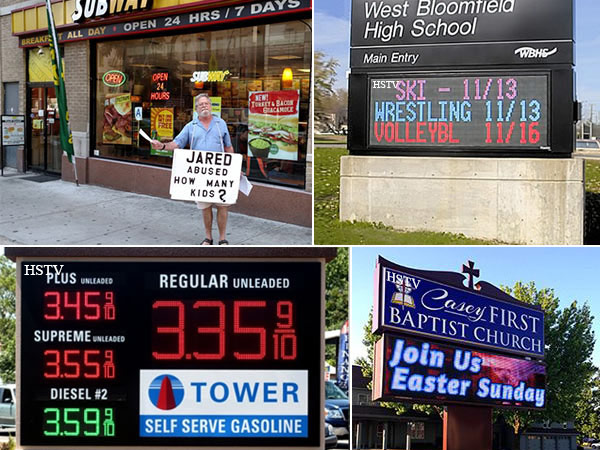 SUBWAY
BREAKFAST ALL DAY · OPEN 24 HRS / 7 DAYS
OPEN
OPEN
24
HOURS
SUBWAY
NEW!
TURKEY & BACON
GUACAMOLE
JARED
ABUSED
HOW MANY
KIDS?
West Bloomfield
High School
Main Entry
WBHS
HSTV
SKI - 11/13
WRESTLING 11/13
VOLLEYBL 11/16
HSTV
PLUS UNLEADED
3.45 9/10
SUPREME UNLEADED
3.55 9/10
DIESEL #2
3.59 9/10
REGULAR UNLEADED
3.35 9/10
TOWER
SELF SERVE GASOLINE
HSTV
Casey FIRST
BAPTIST CHURCH
Join Us
Easter Sunday